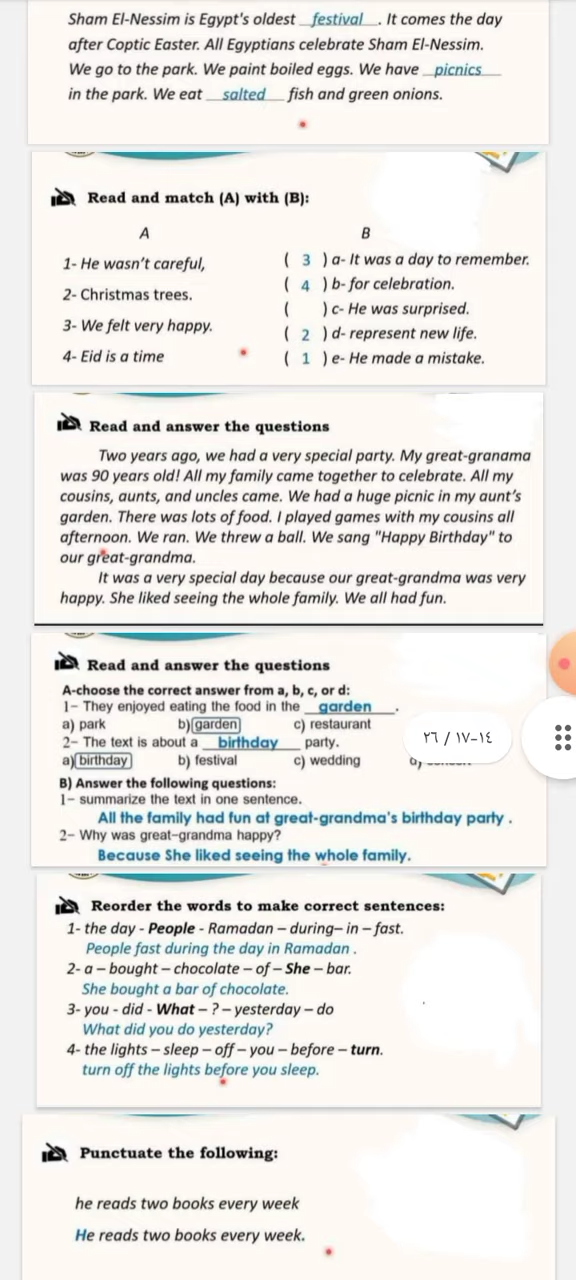 Sham El-Nessim is Egypt's oldest festival. It comes the day
after Coptic Easter. All Egyptians celebrate Sham El-Nessim.
We go to the park. We paint boiled eggs. We have picnics
in the park. We eat salted fish and green onions.
Read and match (A) with (B):
A B
1- He wasn't careful, ( 3 ) a- It was a day to remember.
2- Christmas trees. ( 4 ) b- for celebration.
( ) c- He was surprised.
3- We felt very happy. ( 2 ) d- represent new life.
4- Eid is a time ( 1 ) e- He made a mistake.
Read and answer the questions
Two years ago, we had a very special party. My great-granama
was 90 years old! All my family came together to celebrate. All my
cousins, aunts, and uncles came. We had a huge picnic in my aunt's
garden. There was lots of food. I played games with my cousins all
afternoon. We ran. We threw a ball. We sang "Happy Birthday" to
our great-grandma.
It was a very special day because our great-grandma was very
happy. She liked seeing the whole family. We all had fun.
Read and answer the questions
A-choose the correct answer from a, b, c, or d:
1- They enjoyed eating the food in the garden.
a) park b) garden c) restaurant
2- The text is about a birthday party.
a) birthday b) festival c) wedding
١٤-١٧ / ٢٦
B) Answer the following questions:
1- summarize the text in one sentence.
All the family had fun at great-grandma's birthday party .
2- Why was great-grandma happy?
Because She liked seeing the whole family.
Reorder the words to make correct sentences:
1- the day - People - Ramadan – during– in – fast.
People fast during the day in Ramadan .
2- a – bought – chocolate – of – She – bar.
She bought a bar of chocolate.
3- you - did - What – ? – yesterday – do
What did you do yesterday?
4- the lights – sleep – off – you – before – turn.
turn off the lights before you sleep.
Punctuate the following:
he reads two books every week
He reads two books every week.